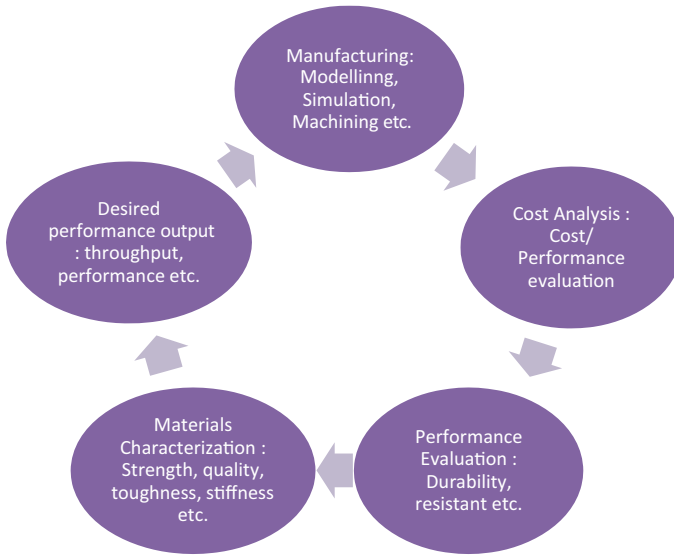 Manufacturing:
Modellinng,
Simulation,
Machining etc.
Cost Analysis :
Cost/
Performance
evaluation
Performance
Evaluation :
Durability,
resistant etc.
Materials
Characterization :
Strength, quality,
toughness, stiffness
etc.
Desired
performance output
: throughput,
performance etc.